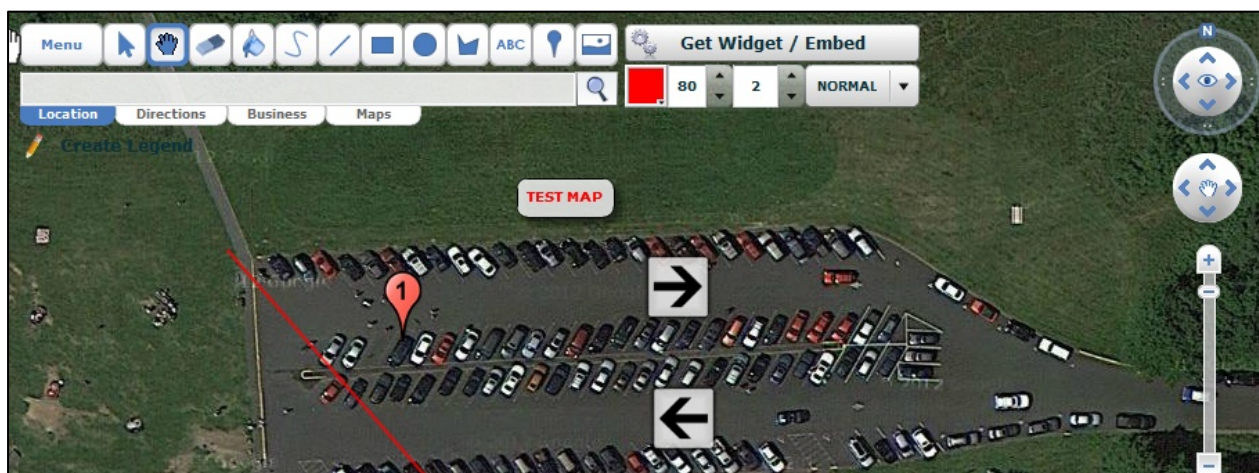 Menu
ABC
Get Widget / Embed
80
2
NORMAL
N
Location
Directions
Business
Maps
Create Legend
TEST MAP
1